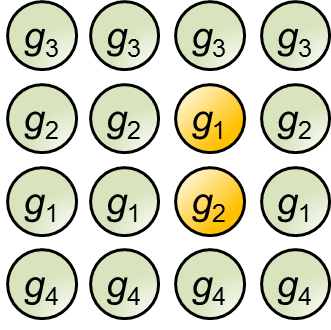 g₃ g₃ g₃ g₃
g₂ g₂ g₁ g₂
g₁ g₁ g₂ g₁
g₄ g₄ g₄ g₄